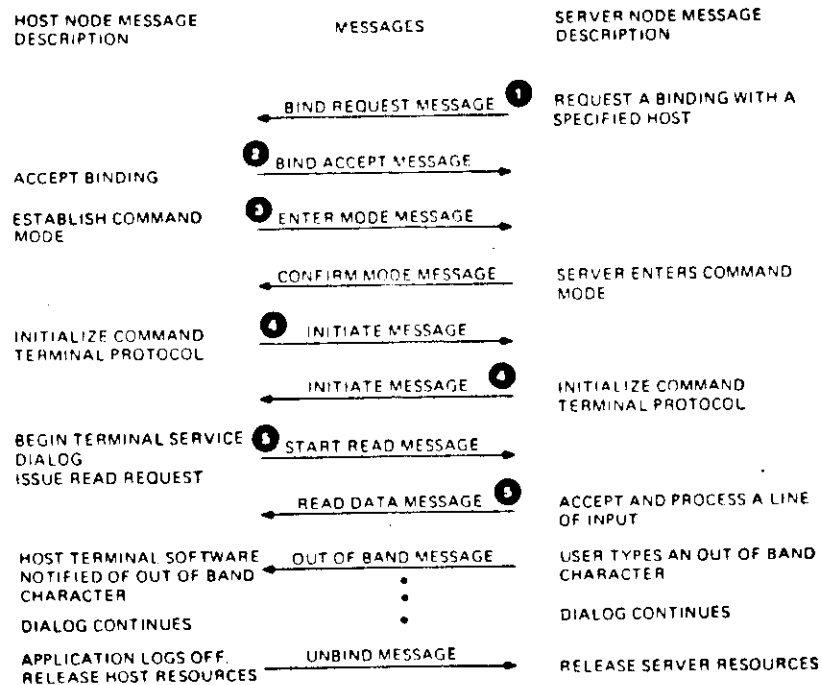 HOST NODE MESSAGE
DESCRIPTION
MESSAGES
SERVER NODE MESSAGE
DESCRIPTION
BIND REQUEST MESSAGE 1
REQUEST A BINDING WITH A
SPECIFIED HOST
ACCEPT BINDING
2 BIND ACCEPT MESSAGE
ESTABLISH COMMAND
MODE
3 ENTER MODE MESSAGE
CONFIRM MODE MESSAGE
SERVER ENTERS COMMAND
MODE
INITIALIZE COMMAND
TERMINAL PROTOCOL
4 INITIATE MESSAGE
INITIATE MESSAGE 4
INITIALIZE COMMAND
TERMINAL PROTOCOL
BEGIN TERMINAL SERVICE
DIALOG
ISSUE READ REQUEST
5 START READ MESSAGE
READ DATA MESSAGE 5
ACCEPT AND PROCESS A LINE
OF INPUT
HOST TERMINAL SOFTWARE
NOTIFIED OF OUT OF BAND
CHARACTER
OUT OF BAND MESSAGE
USER TYPES AN OUT OF BAND
CHARACTER
DIALOG CONTINUES
DIALOG CONTINUES
APPLICATION LOGS OFF,
RELEASE HOST RESOURCES
UNBIND MESSAGE
RELEASE SERVER RESOURCES